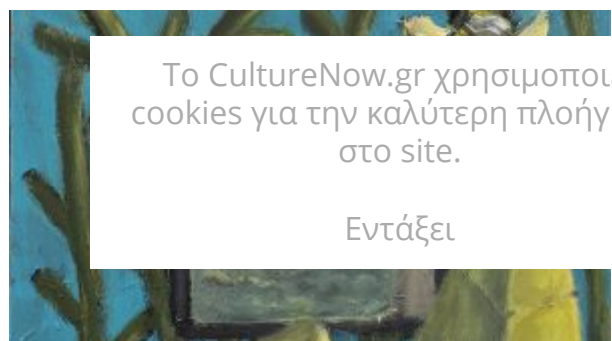 Το CultureNow.gr χρησιμοποι
cookies για την καλύτερη πλοήγ
στο site.
Εντάξει